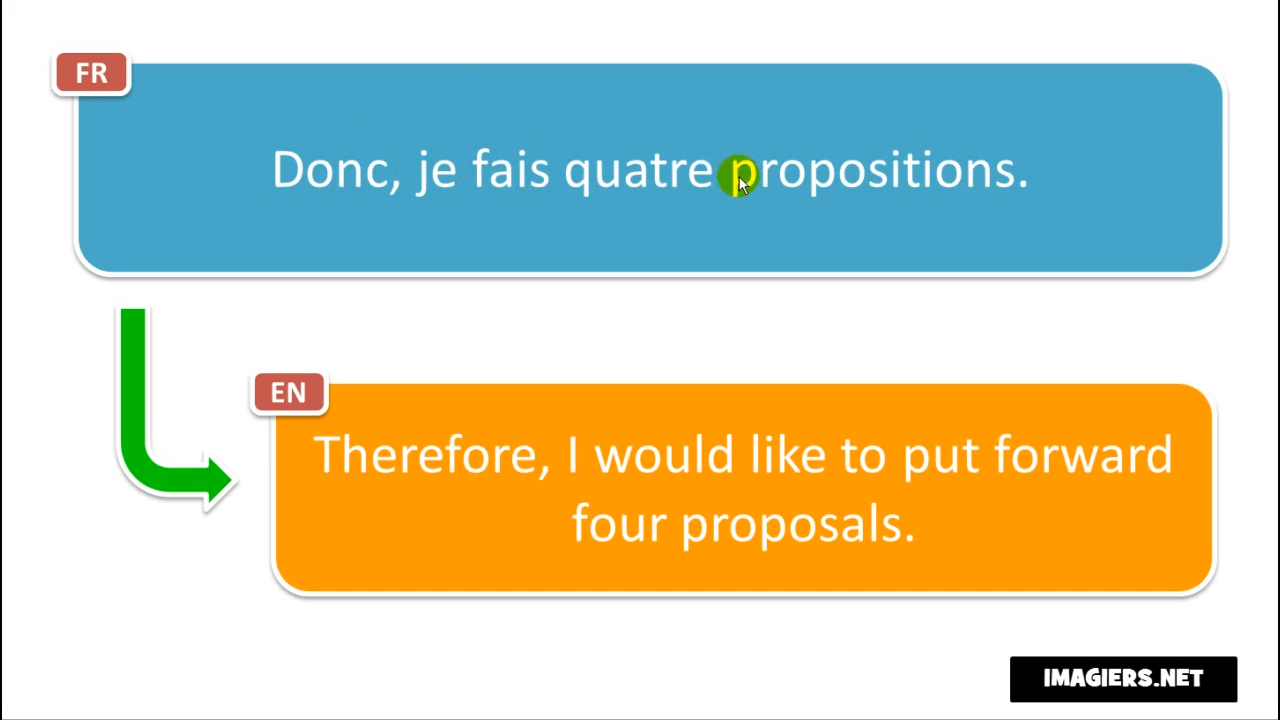 FR
Donc, je fais quatre propositions.
EN
Therefore, I would like to put forward
four proposals.
IMAGIERS.NET